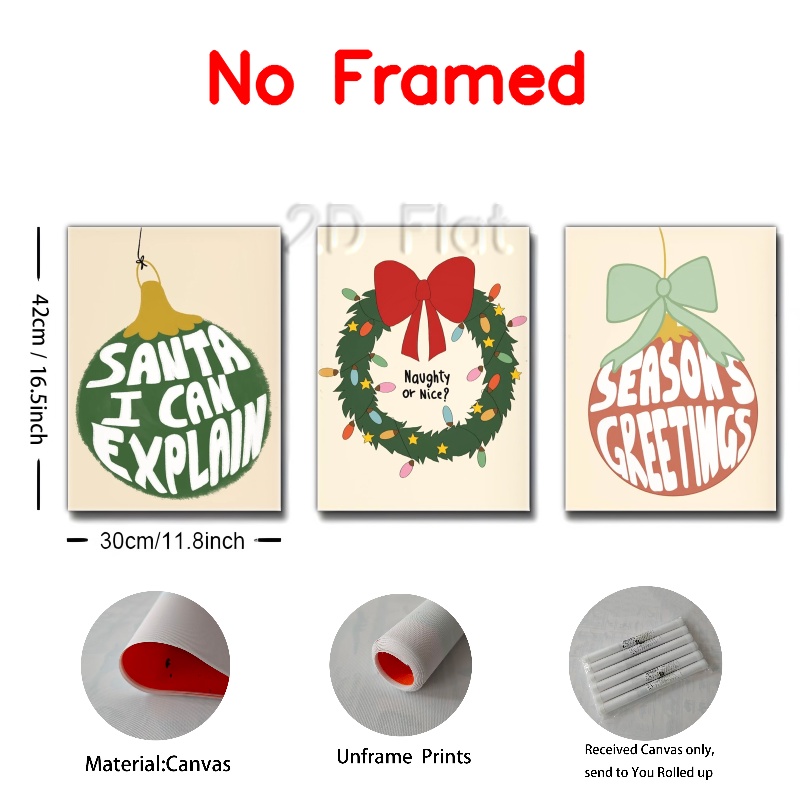 No Framed
2D Flat
42cm / 16.5inch
SANTA
I CAN
EXPLAIN
Naughty
or Nice?
SEASON'S
GREETINGS
30cm/11.8inch
Material:Canvas
Unframe Prints
Received Canvas only,
send to You Rolled up